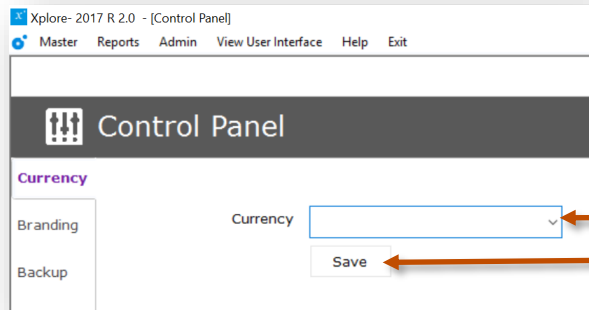 Xplore- 2017 R 2.0 - [Control Panel]
Master Reports Admin View User Interface Help Exit
Control Panel
Currency
Currency
Branding
Save
Backup